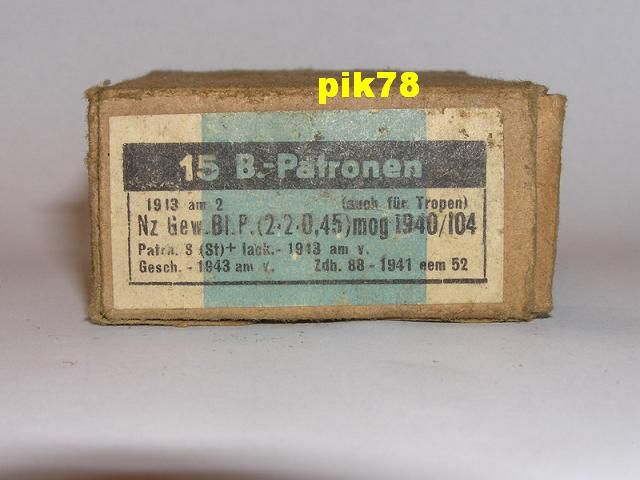 pik78
15 B.-Patronen
1913 am 2 (auch für Tropen)
Nz Gew.Bl.P.(2·2·0,45)mog 1940/104
Patrh. S (St)+ lack.- 1913 am v.
Gesch. - 1943 am v. Zdh. 88 - 1941 eem 52